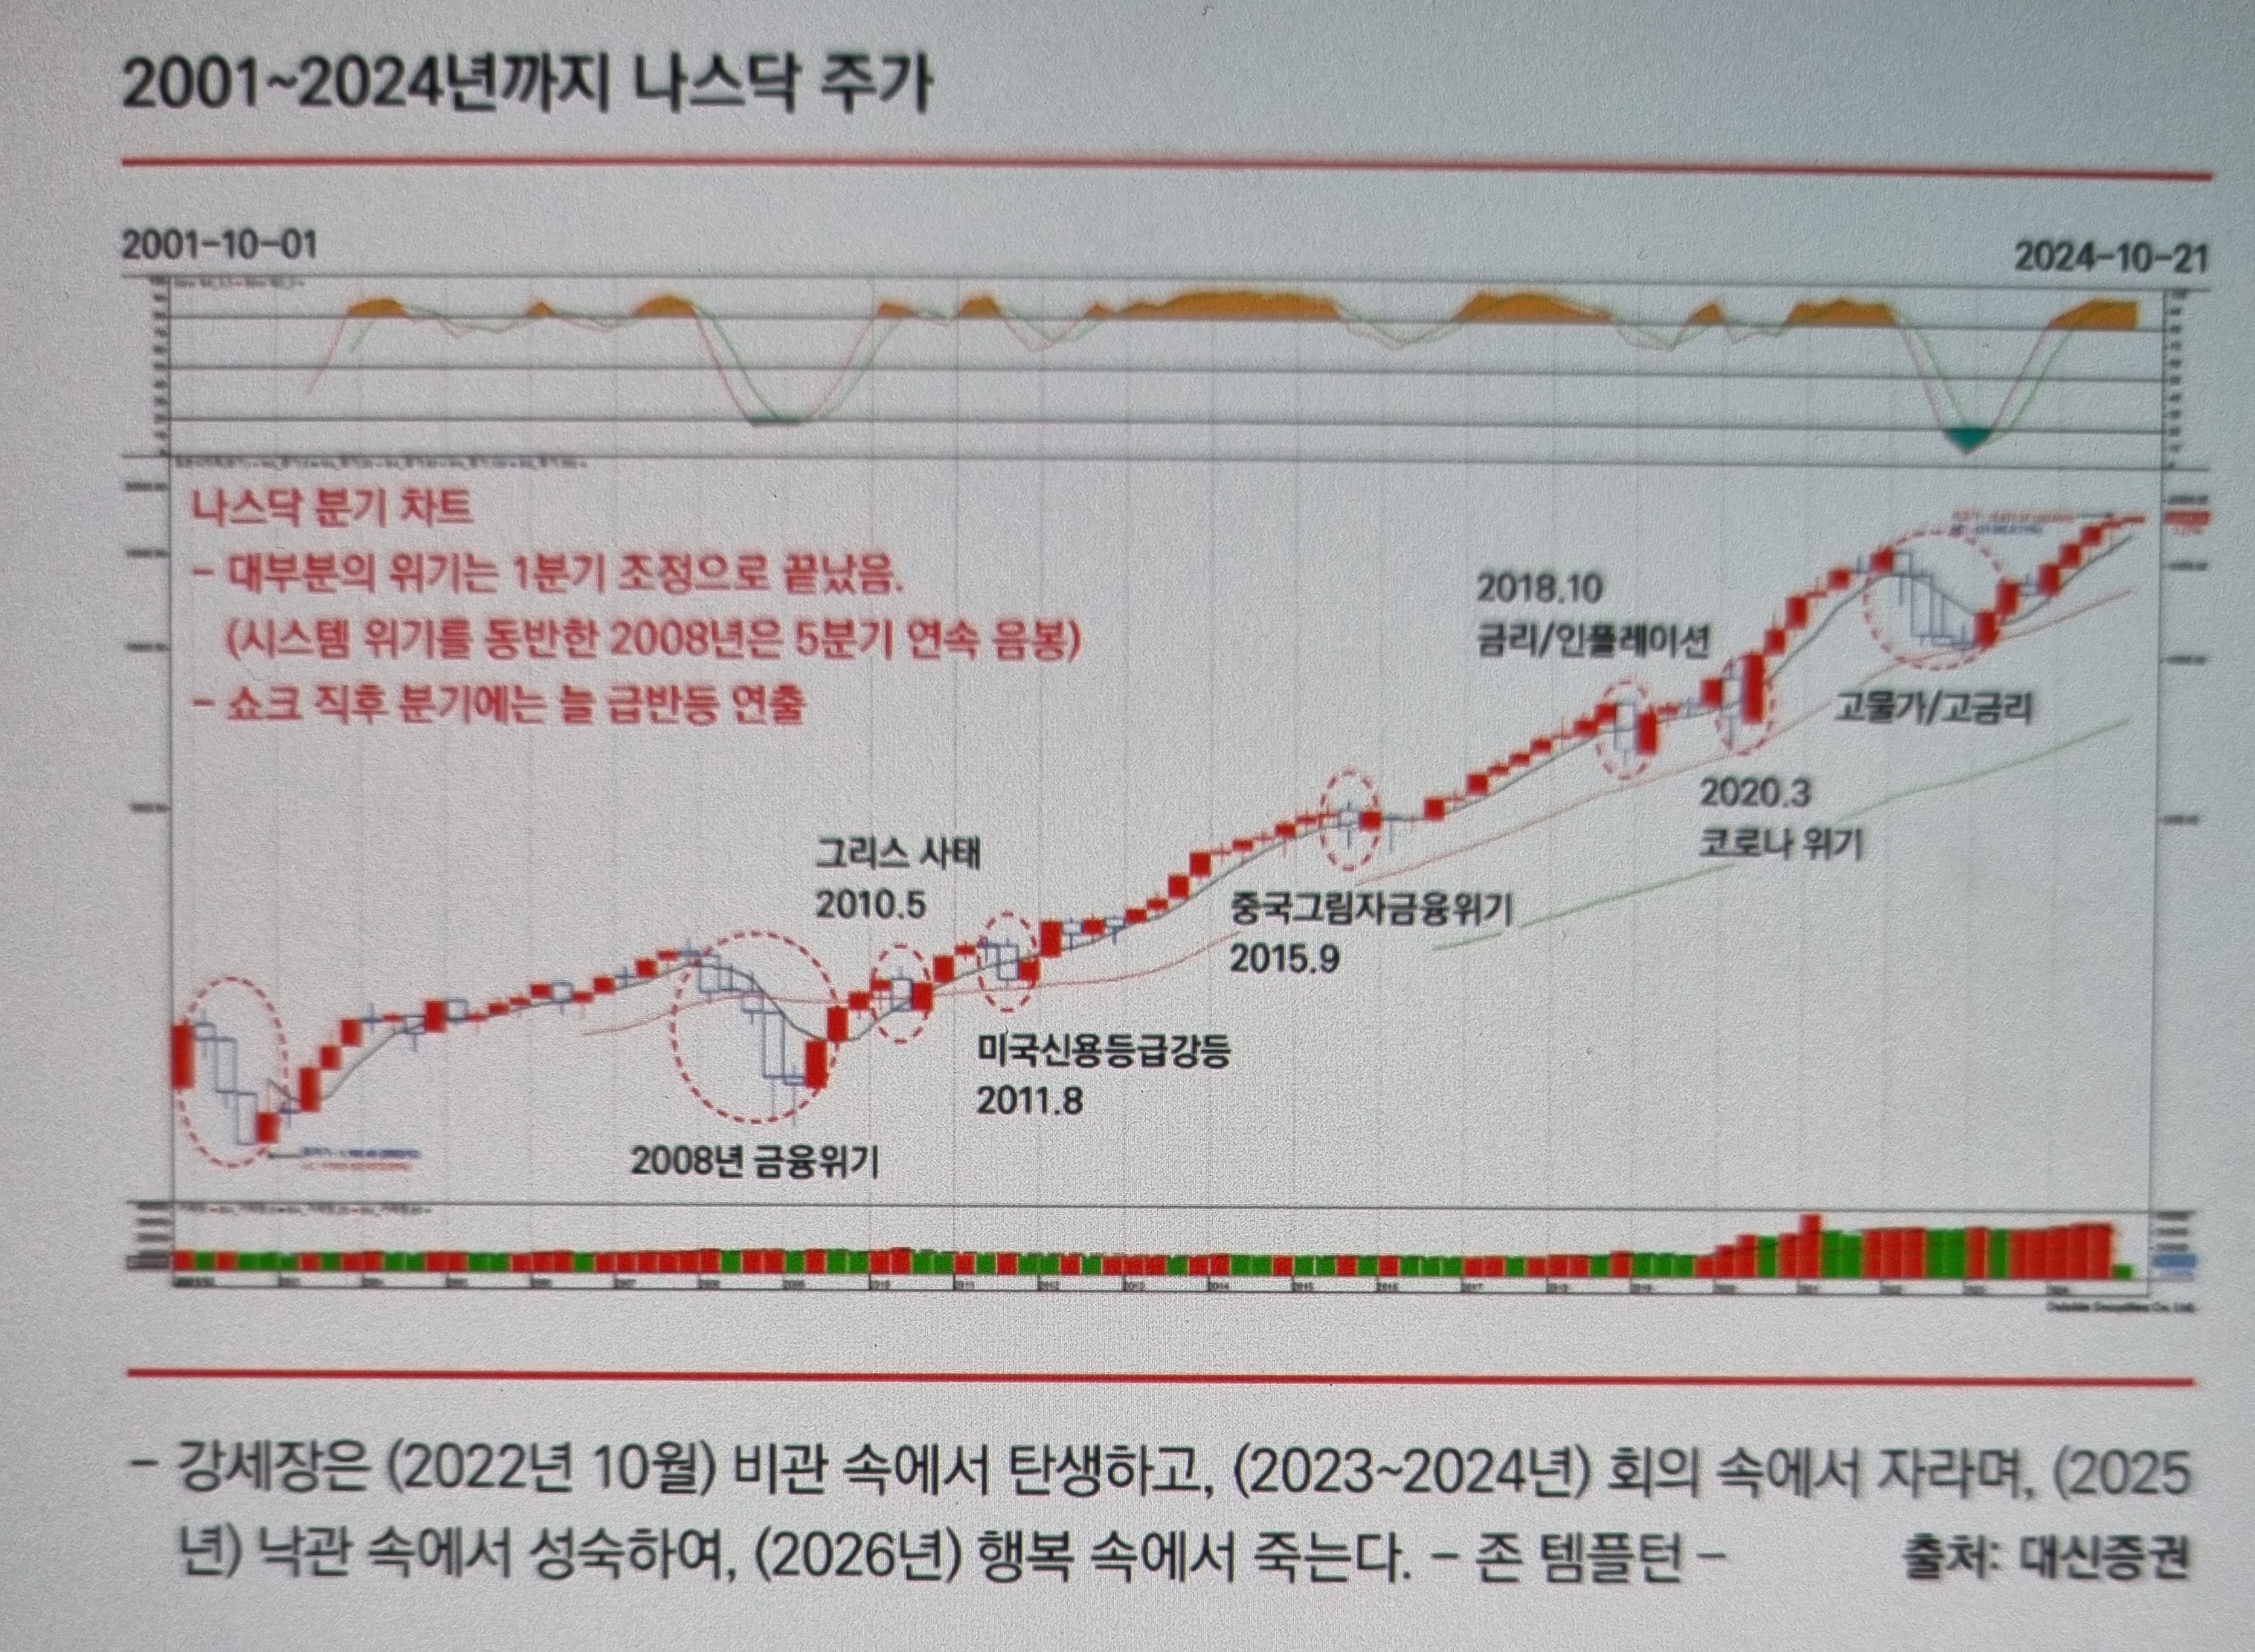 2001~2024년까지 나스닥 주가
2001-10-01
2024-10-21
나스닥 분기 차트
- 대부분의 위기는 1분기 조정으로 끝났음.
(시스템 위기를 동반한 2008년은 5분기 연속 음봉)
- 쇼크 직후 분기에는 늘 급반등 연출
2018.10
금리/인플레이션
고물가/고금리
2020.3
코로나 위기
그리스 사태
2010.5
중국그림자금융위기
2015.9
미국신용등급강등
2011.8
2008년 금융위기
- 강세장은 (2022년 10월) 비관 속에서 탄생하고, (2023~2024년) 회의 속에서 자라며, (2025
년) 낙관 속에서 성숙하여, (2026년) 행복 속에서 죽는다. - 존 템플턴 -
출처: 대신증권